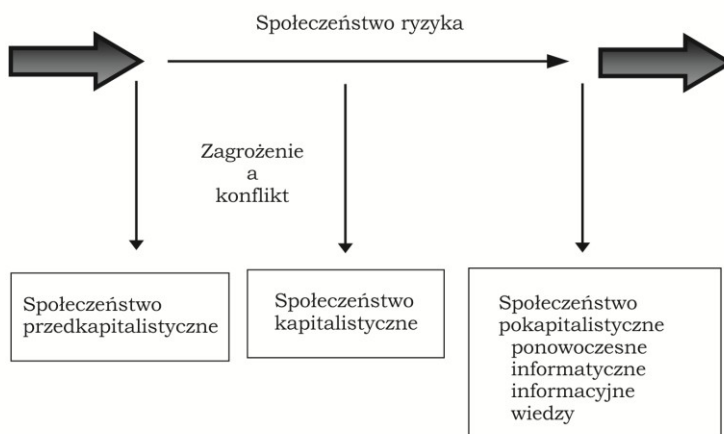 Społeczeństwo ryzyka
Zagrożenie
a
konflikt
Społeczeństwo
przedkapitalistyczne
Społeczeństwo
kapitalistyczne
Społeczeństwo
pokapitalistyczne
ponowoczesne
informatyczne
informacyjne
wiedzy